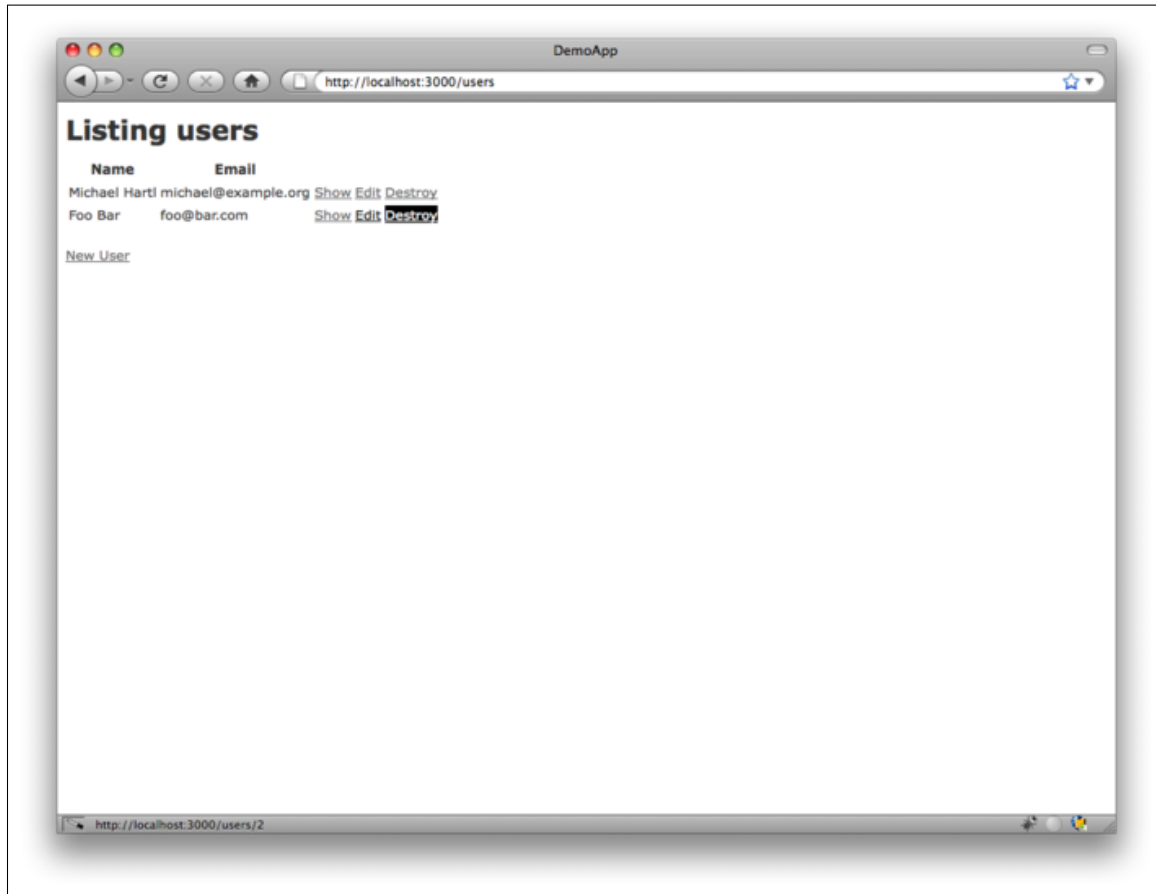 DemoApp
http://localhost:3000/users
Listing users
Name Email
Michael Hartl michael@example.org Show Edit Destroy
Foo Bar foo@bar.com Show Edit Destroy
New User
http://localhost:3000/users/2